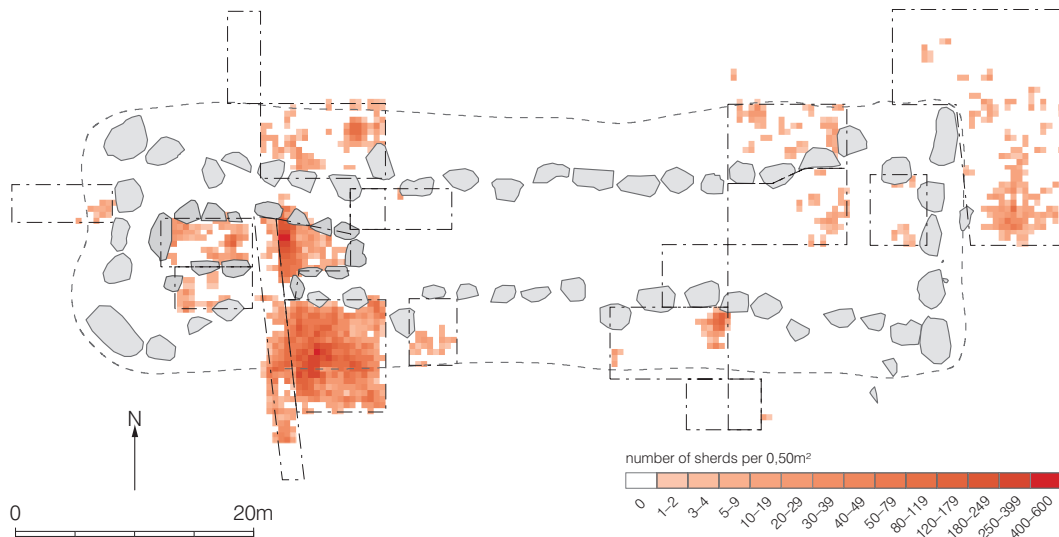 N
0 20m
number of sherds per 0,50m²
0 1–2 3–4 5–9 10–19 20–29 30–39 40–49 50–79 80–119 120–179 180–249 250–399 400–600